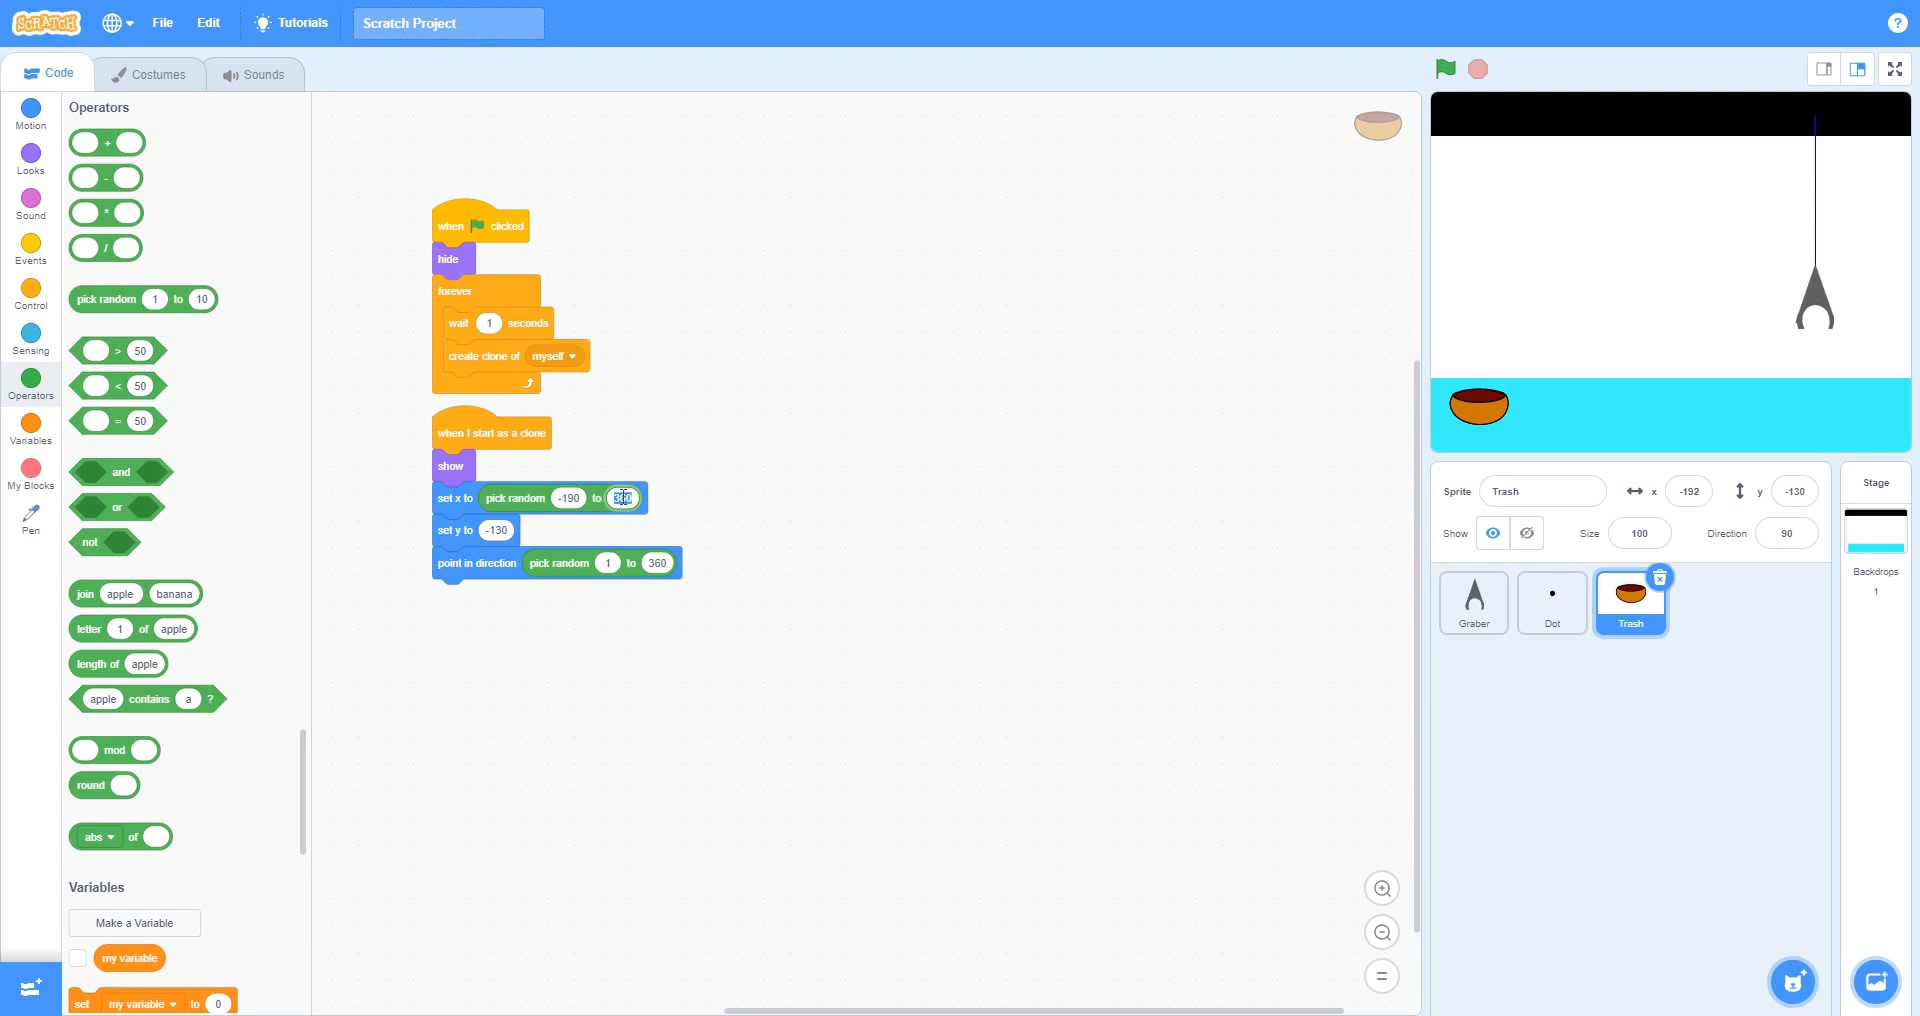 SCRATCH
File
Edit
Tutorials
Scratch Project
?
Code
Costumes
Sounds
Motion
Looks
Sound
Events
Control
Sensing
Operators
Variables
My Blocks
Pen
Operators
+
-
*
/
pick random 1 to 10
> 50
< 50
= 50
and
or
not
join apple banana
letter 1 of apple
length of apple
apple contains a ?
mod
round
abs of
Variables
Make a Variable
my variable
set my variable to 0
when clicked
hide
forever
wait 1 seconds
create clone of myself
when I start as a clone
show
set x to pick random -190 to 360
set y to -130
point in direction pick random 1 to 360
Sprite Trash
x -192
y -130
Show
Size 100
Direction 90
Graber
Dot
Trash
Stage
Backdrops
1